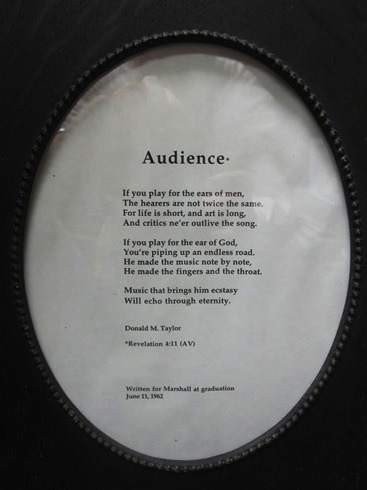 Audience*
If you play for the ears of men,
The hearers are not twice the same.
For life is short, and art is long,
And critics ne'er outlive the song.
If you play for the ear of God,
You're piping up an endless road.
He made the music note by note,
He made the fingers and the throat.
Music that brings him ecstasy
Will echo through eternity.
Donald M. Taylor
*Revelation 4:11 (AV)
Written for Marshall at graduation
June 11, 1962